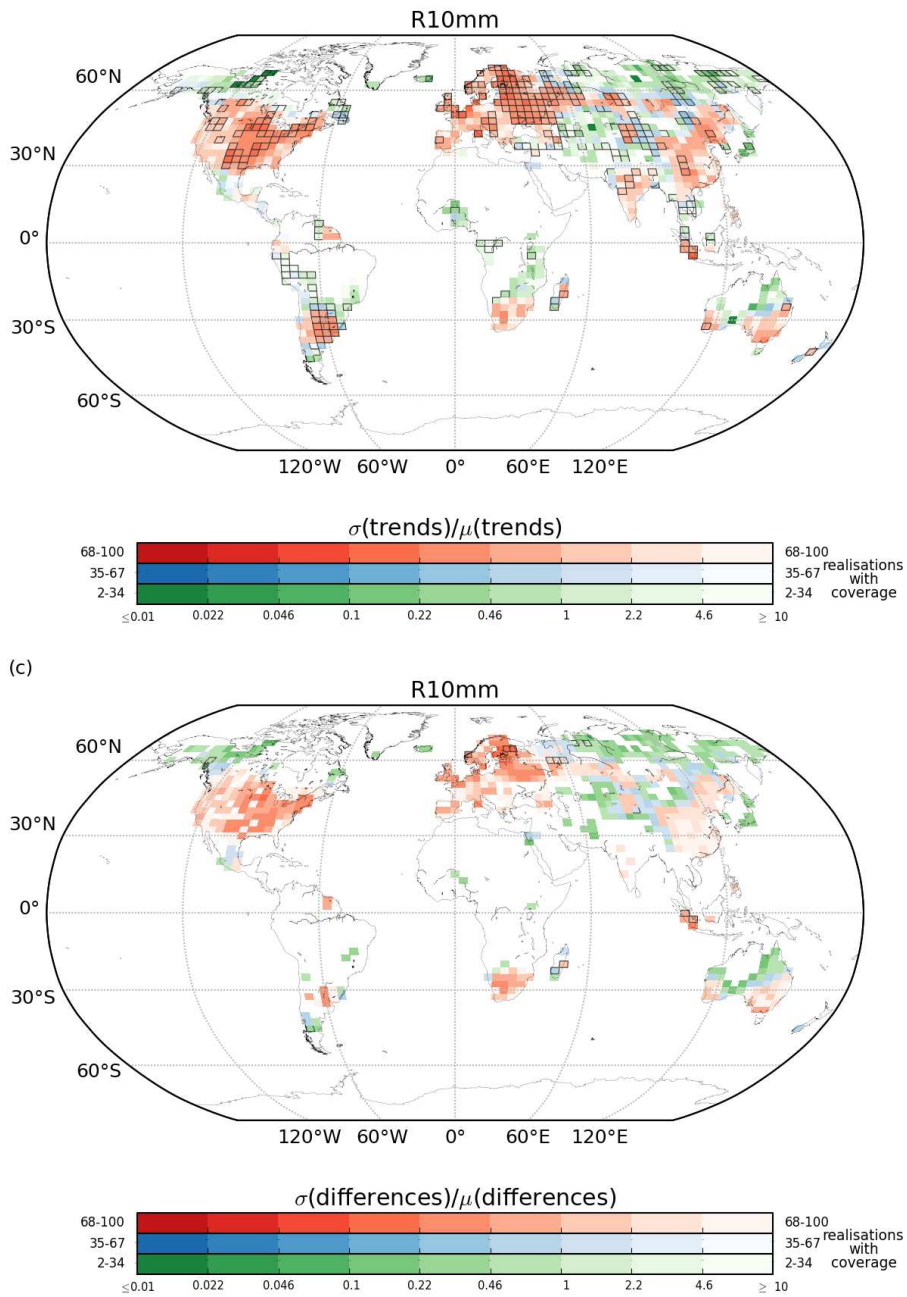 R10mm
60°N
30°N
0°
30°S
60°S
120°W 60°W 0° 60°E 120°E
σ(trends)/μ(trends)
68-100 68-100
35-67 35-67 realisations
with
2-34 2-34 coverage
≤0.01 0.022 0.046 0.1 0.22 0.46 1 2.2 4.6 ≥ 10
(c)
R10mm
60°N
30°N
0°
30°S
60°S
120°W 60°W 0° 60°E 120°E
σ(differences)/μ(differences)
68-100 68-100
35-67 35-67 realisations
with
2-34 2-34 coverage
≤0.01 0.022 0.046 0.1 0.22 0.46 1 2.2 4.6 ≥ 10